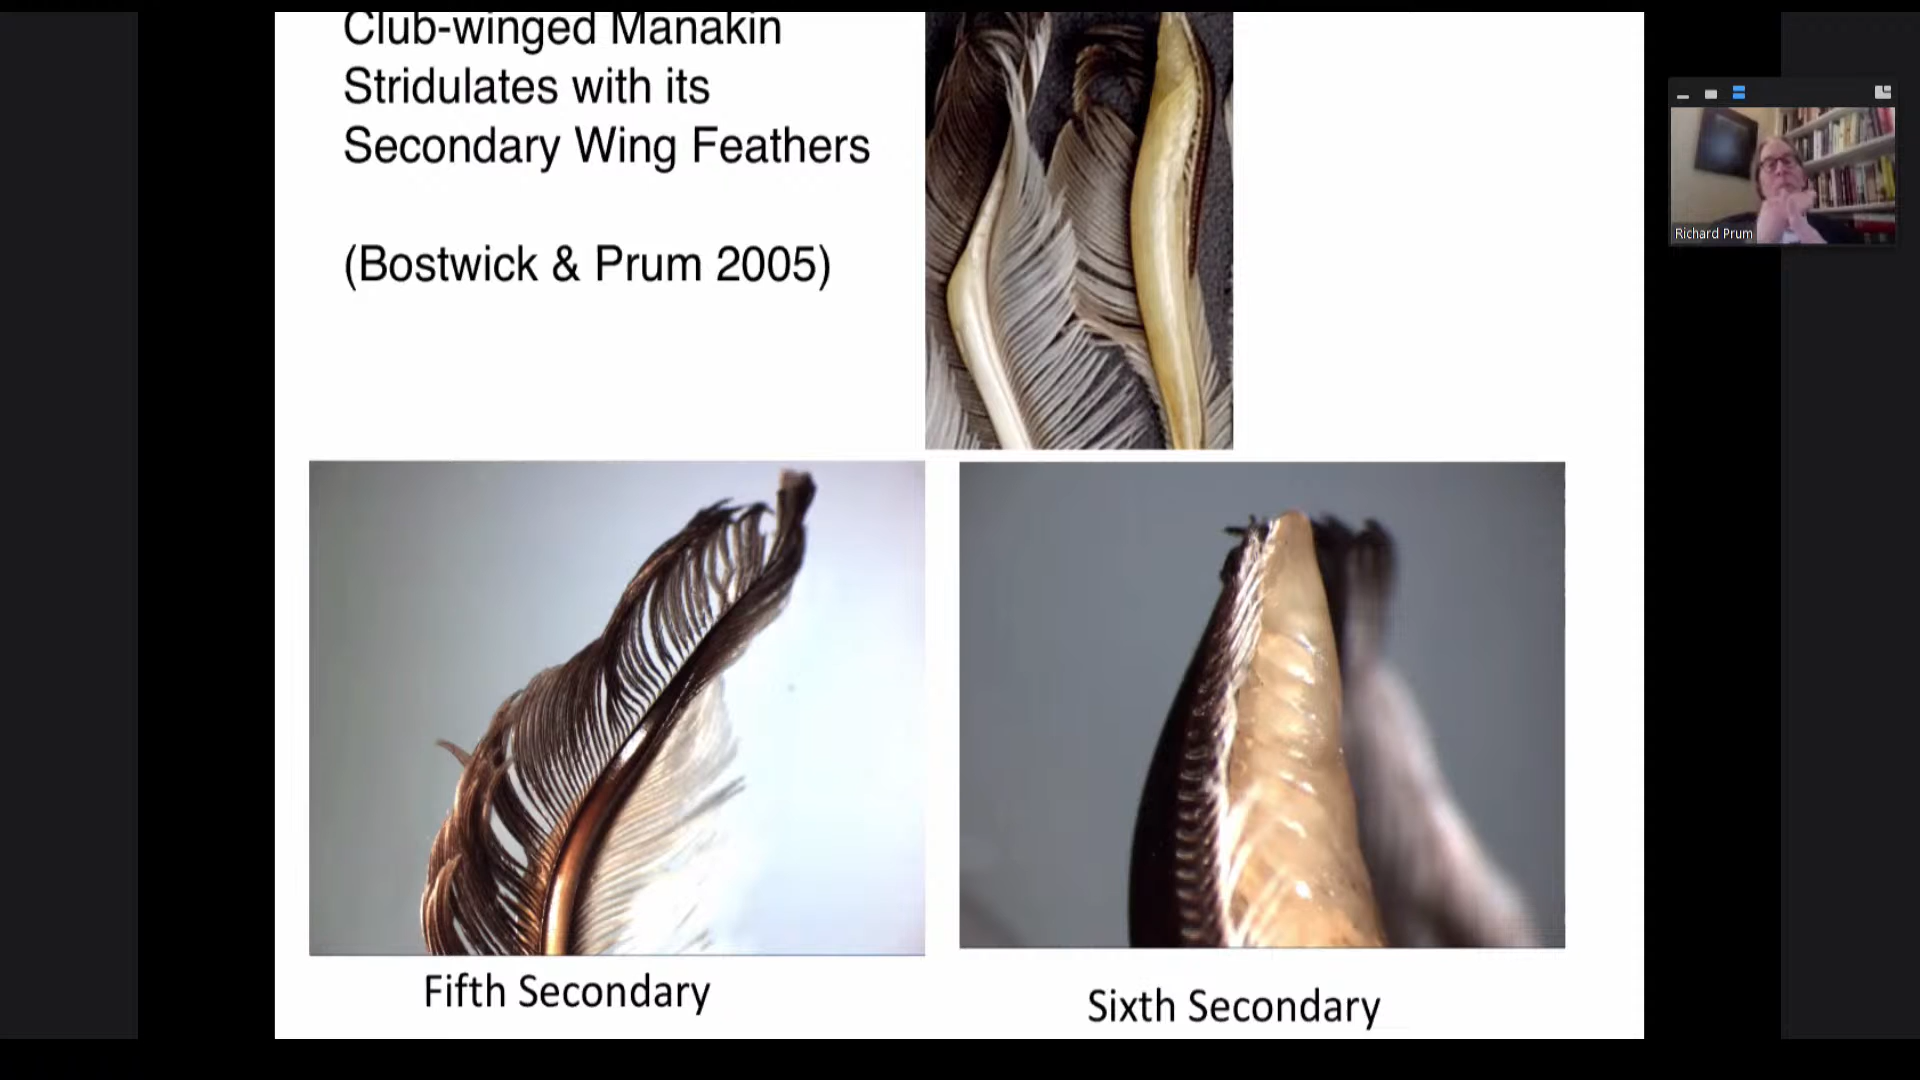 Club-winged Manakin
Stridulates with its
Secondary Wing Feathers
(Bostwick & Prum 2005)
Richard Prum
Fifth Secondary
Sixth Secondary